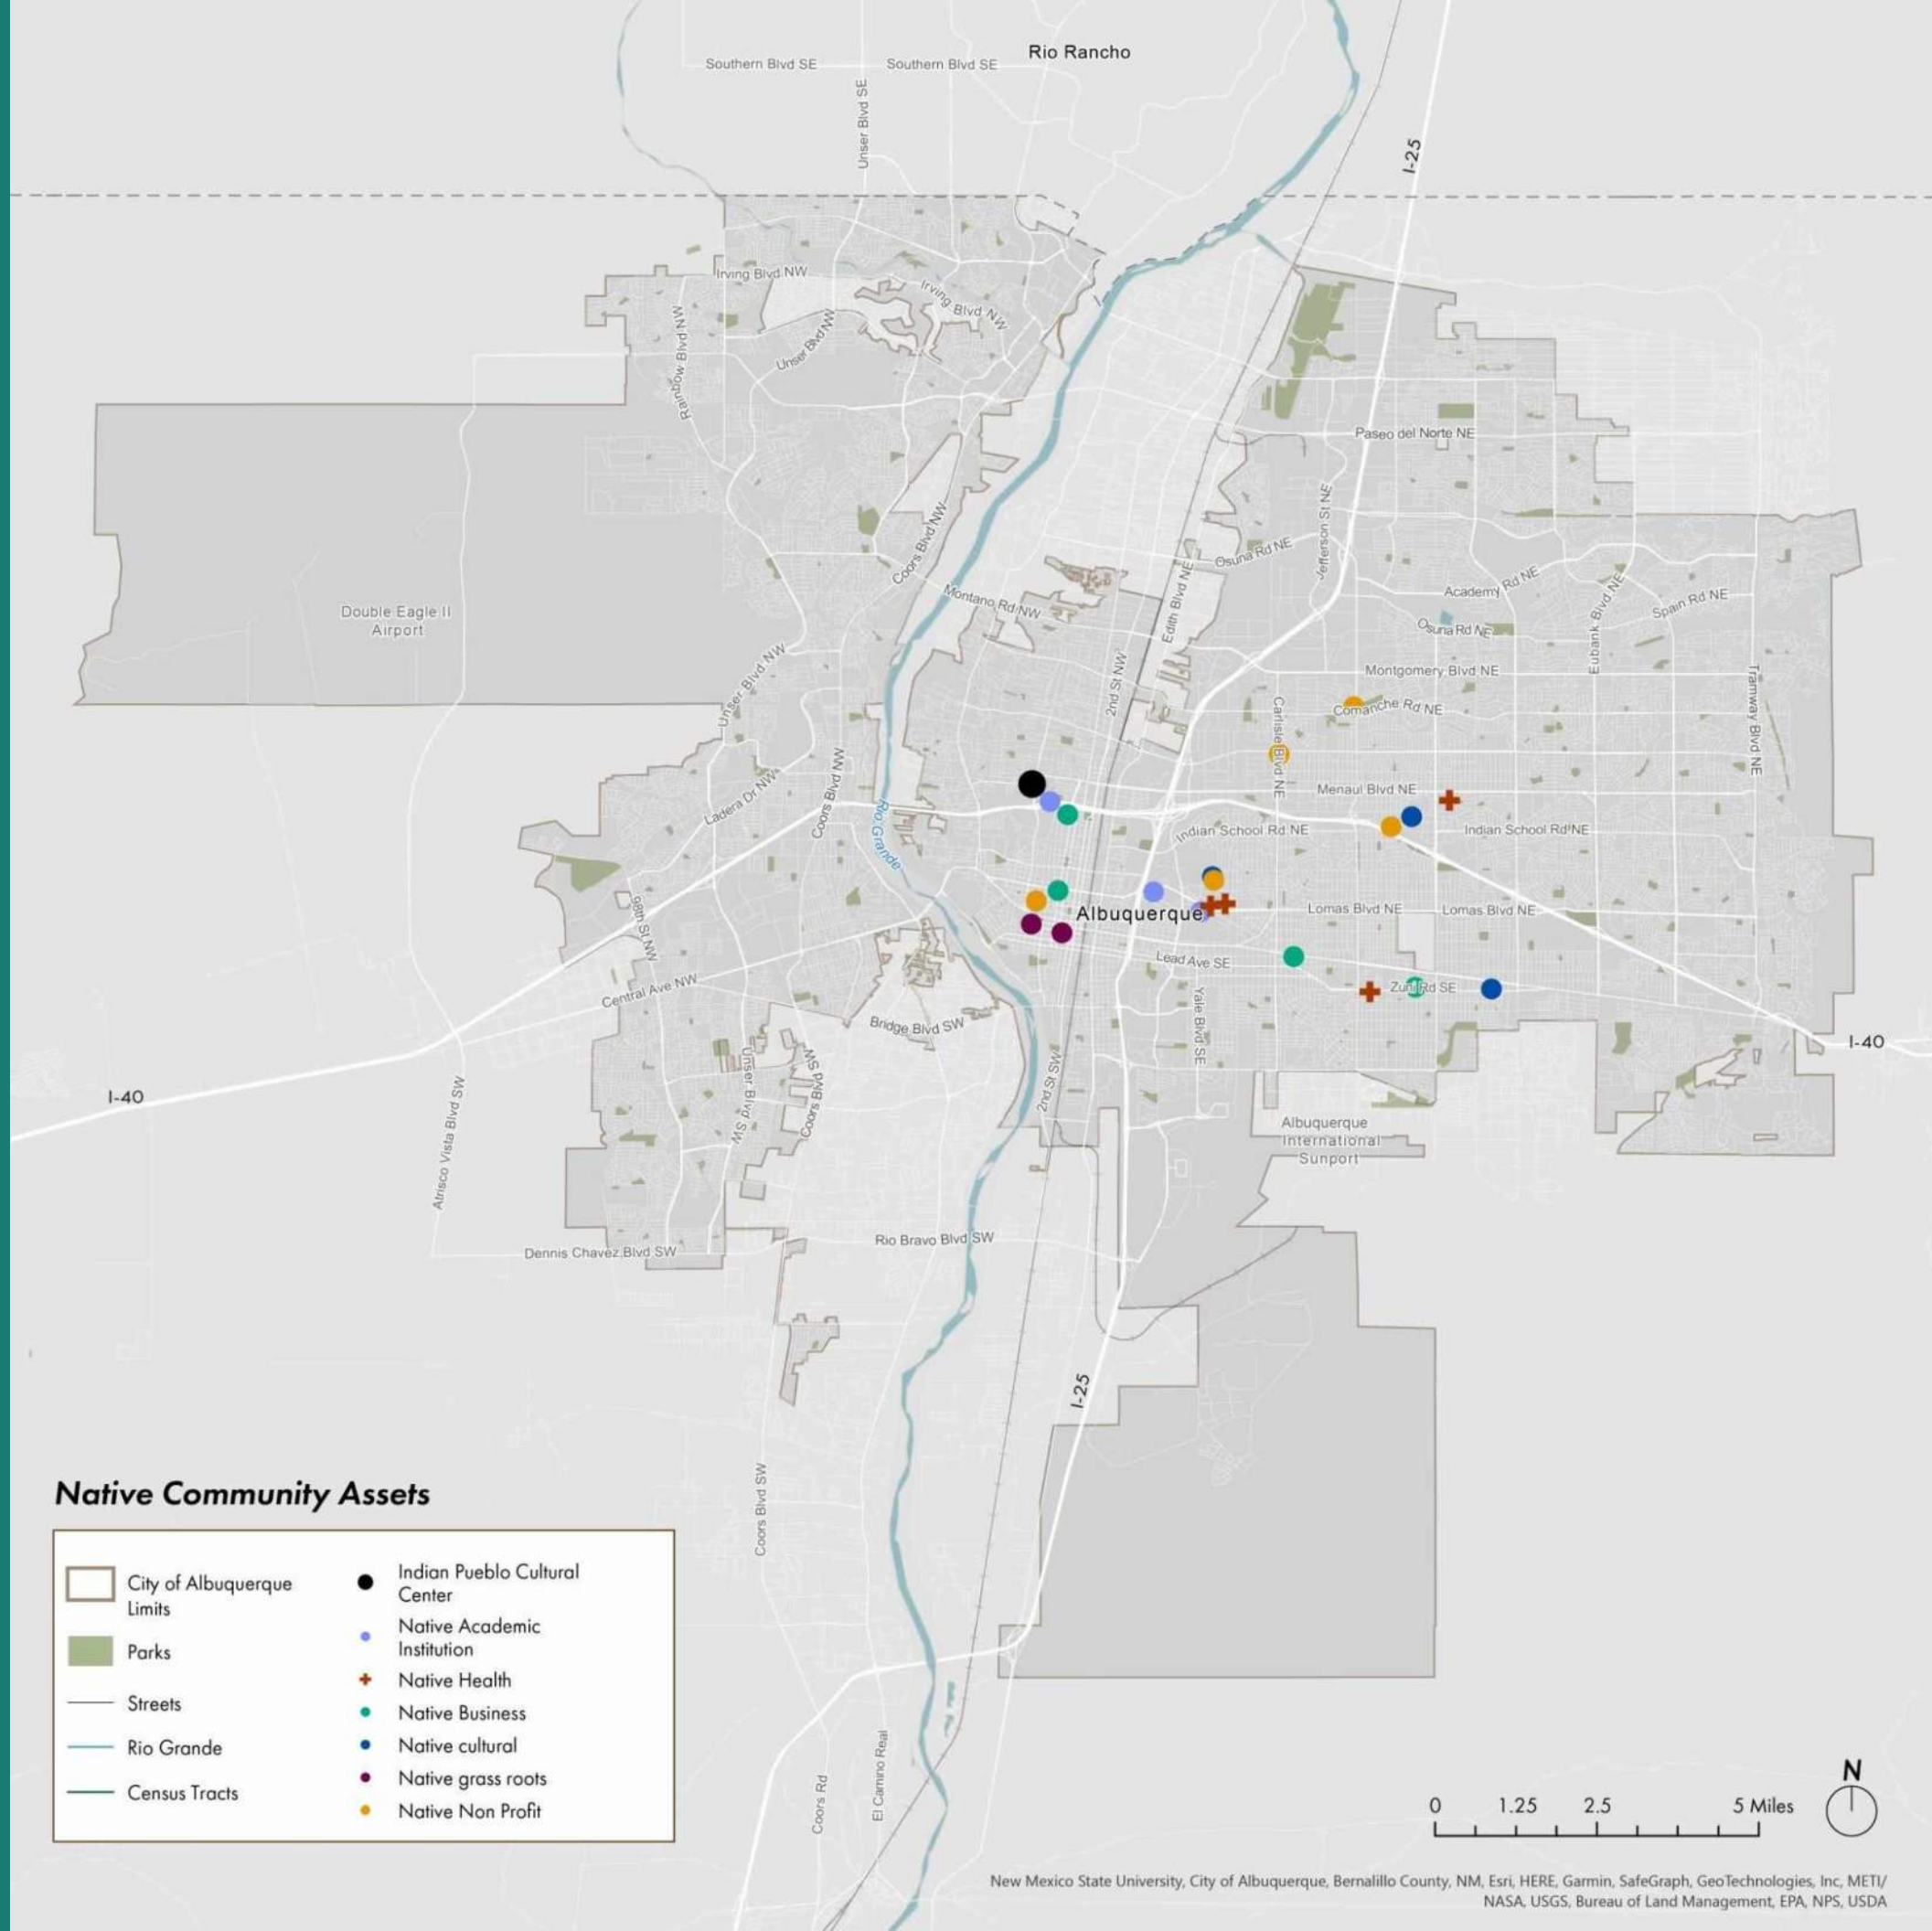 Rio Rancho
Southern Blvd SE
Southern Blvd SE
Unser Blvd SE
I-25
Irving Blvd NW
Irving Blvd NW
Rainbow Blvd NW
Unser Blvd NW
Paseo del Norte NE
Coors Blvd NW
Jefferson St NE
Osuna Rd NE
Edith Blvd NE
Academy Rd NE
Eubank Blvd NE
Spain Rd NE
Montano Rd NW
Double Eagle II
Airport
Osuna Rd NE
Unser Blvd NW
2nd St NW
Montgomery Blvd NE
Tramway Blvd NE
Carlisle Blvd NE
Comanche Rd NE
Coors Blvd NW
Ladera Dr NW
Menaul Blvd NE
Rio Grande
Indian School Rd NE
Indian School Rd NE
98th St NW
Albuquerque
Lomas Blvd NE
Lomas Blvd NE
Lead Ave SE
Central Ave NW
Zuni Rd SE
Yale Blvd SE
Bridge Blvd SW
I-40
I-40
Unser Blvd SW
Coors Blvd SW
2nd St SW
Atrisco Vista Blvd SW
Albuquerque
International
Sunport
Rio Bravo Blvd SW
Dennis Chavez Blvd SW
I-25
Coors Blvd SW
El Camino Real
Coors Rd
Native Community Assets
City of Albuquerque
Limits
Parks
Streets
Rio Grande
Census Tracts
Indian Pueblo Cultural
Center
Native Academic
Institution
Native Health
Native Business
Native cultural
Native grass roots
Native Non Profit
N
0 1.25 2.5 5 Miles
New Mexico State University, City of Albuquerque, Bernalillo County, NM, Esri, HERE, Garmin, SafeGraph, GeoTechnologies, Inc, METI/
NASA, USGS, Bureau of Land Management, EPA, NPS, USDA